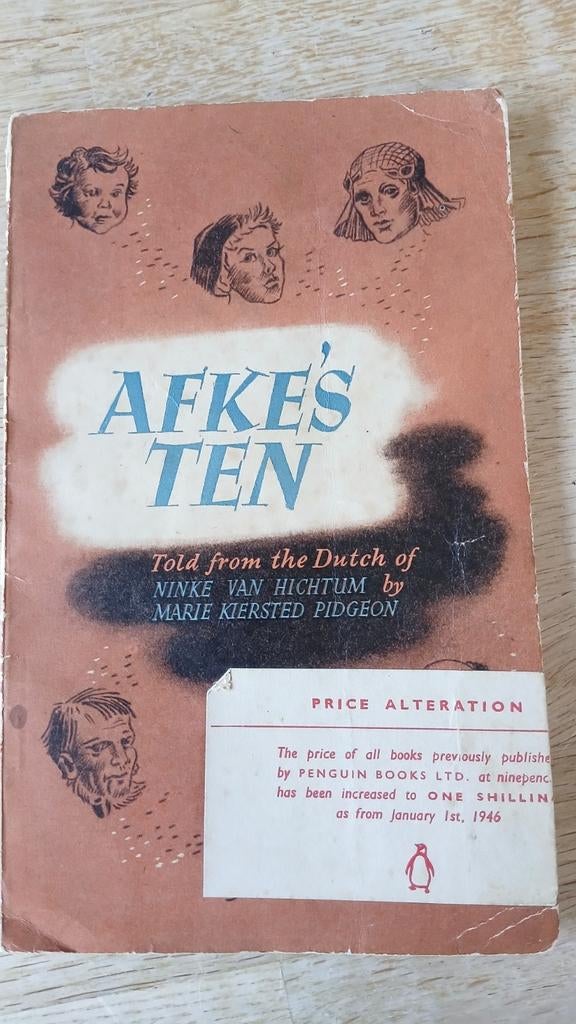 AFKE'S
TEN
Told from the Dutch of
NINKE VAN HICHTUM by
MARIE KIERSTED PIDGEON
PRICE ALTERATION
The price of all books previously publishe
by PENGUIN BOOKS LTD. at ninepenc
has been increased to ONE SHILLIN
as from January 1st, 1946